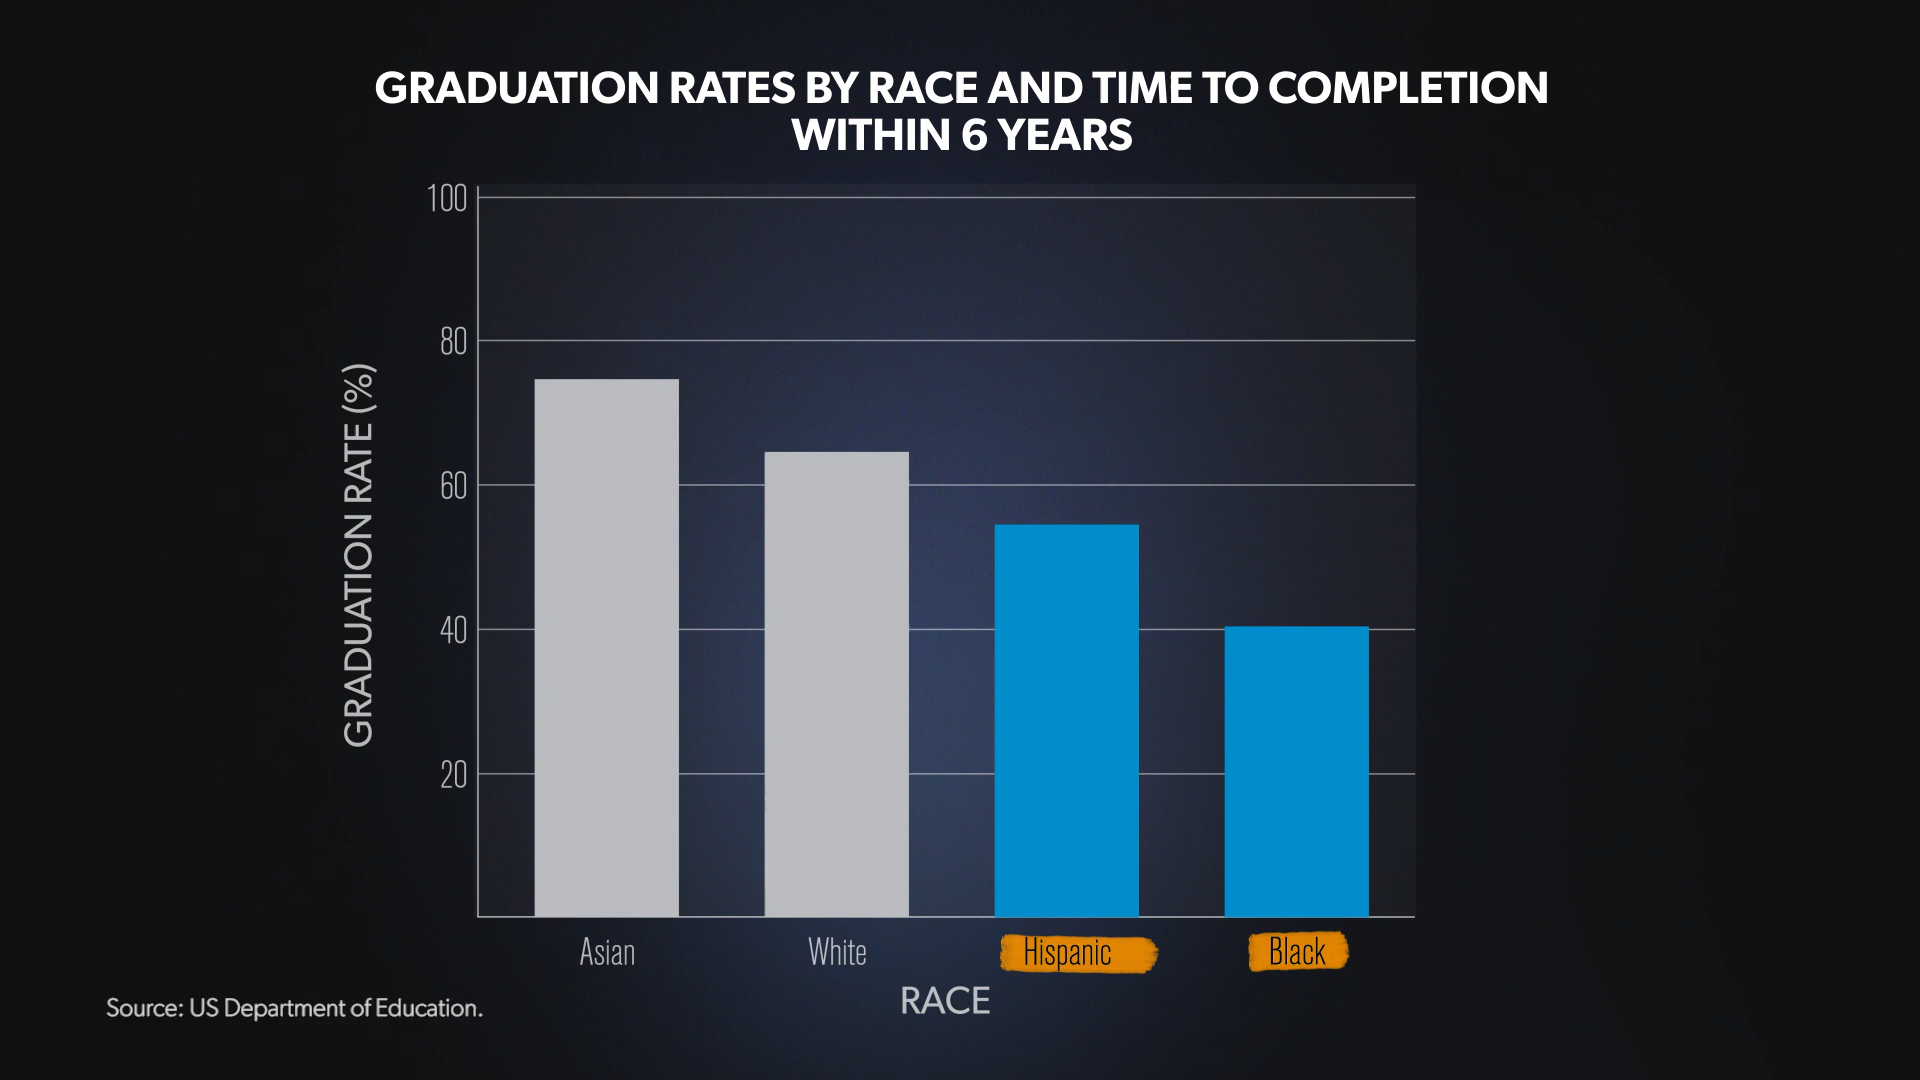 GRADUATION RATES BY RACE AND TIME TO COMPLETION
WITHIN 6 YEARS
100
80
60
40
20
GRADUATION RATE (%)
Asian
White
Hispanic
Black
RACE
Source: US Department of Education.